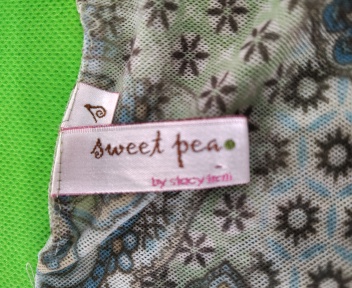 sweet pea
by stacy frati